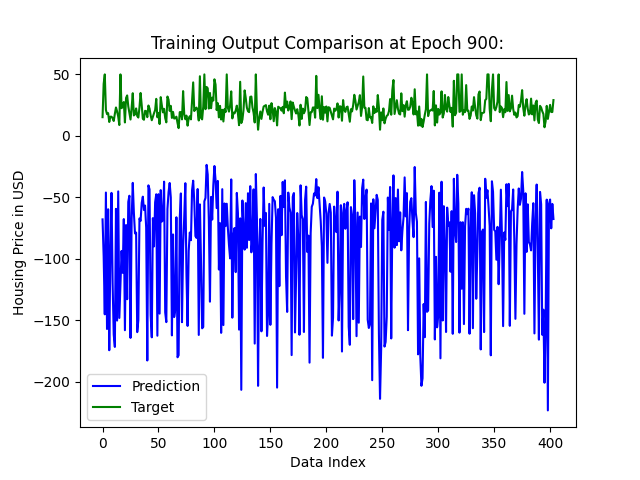 Training Output Comparison at Epoch 900:
Housing Price in USD
50
0
−50
−100
−150
−200
Prediction
Target
0 50 100 150 200 250 300 350 400
Data Index